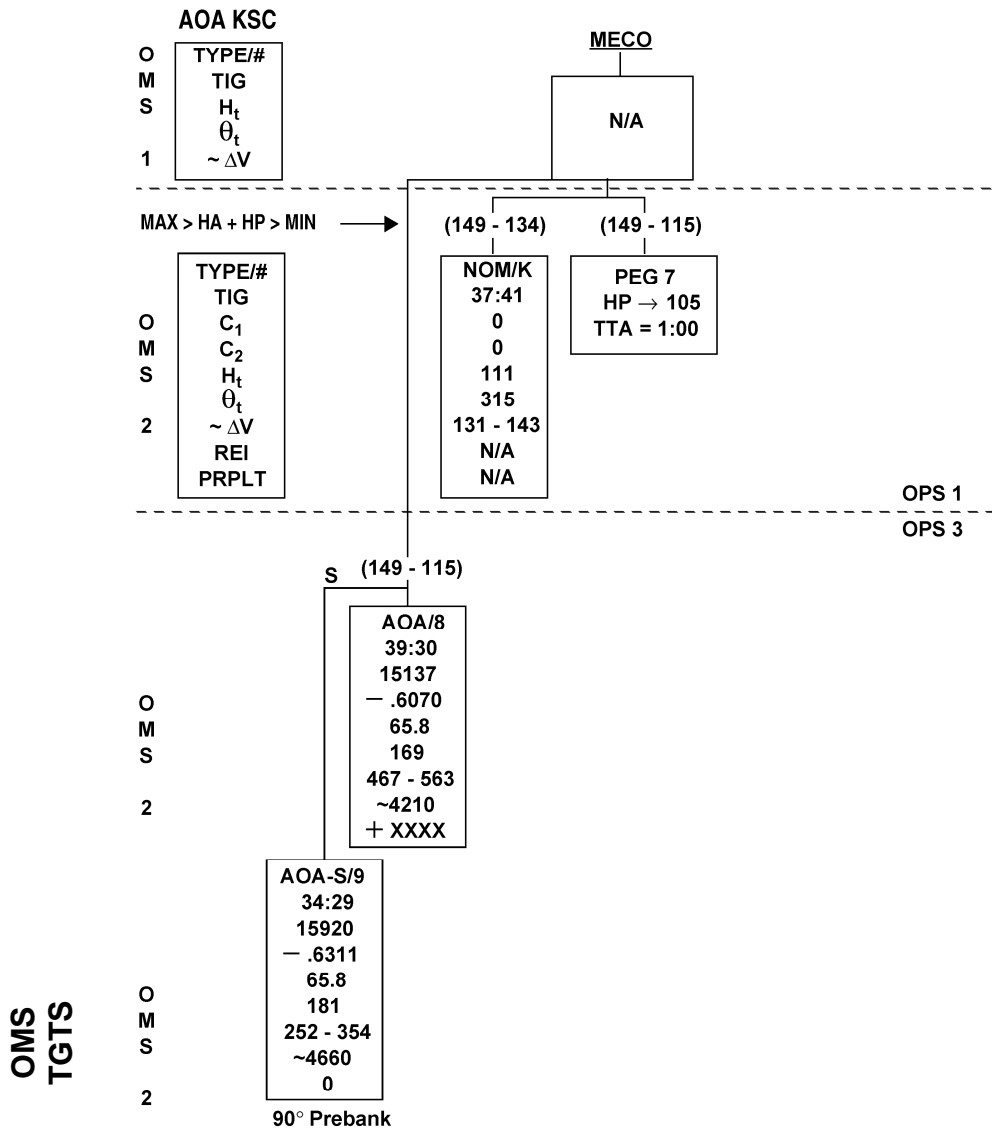 AOA KSC
O
M
S
1
TYPE/#
TIG
Ht
θt
~ ΔV
MECO
N/A
MAX > HA + HP > MIN
(149 - 134)
(149 - 115)
O
M
S
2
TYPE/#
TIG
C1
C2
Ht
θt
~ ΔV
REI
PRPLT
NOM/K
37:41
0
0
111
315
131 - 143
N/A
N/A
PEG 7
HP → 105
TTA = 1:00
OPS 1
OPS 3
S
(149 - 115)
O
M
S
2
AOA/8
39:30
15137
− .6070
65.8
169
467 - 563
~4210
+ XXXX
O
M
S
2
AOA-S/9
34:29
15920
− .6311
65.8
181
252 - 354
~4660
0
90° Prebank
OMS
TGTS